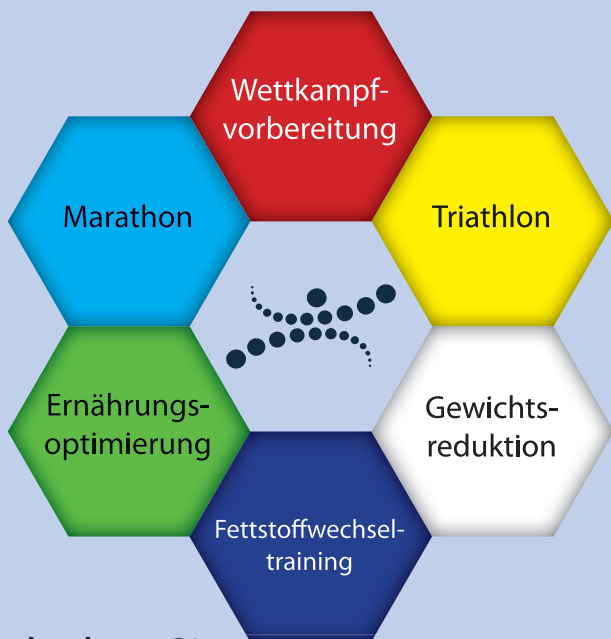 Wettkampf-
vorbereitung
Marathon
Triathlon
Ernährungs-
optimierung
Gewichts-
reduktion
Fettstoffwechsel-
training